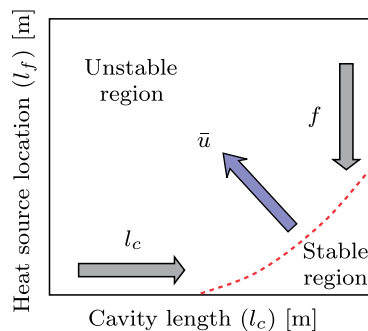 Unstable
region
f
ū
l_c
Stable
region
Heat source location (l_f) [m]
Cavity length (l_c) [m]